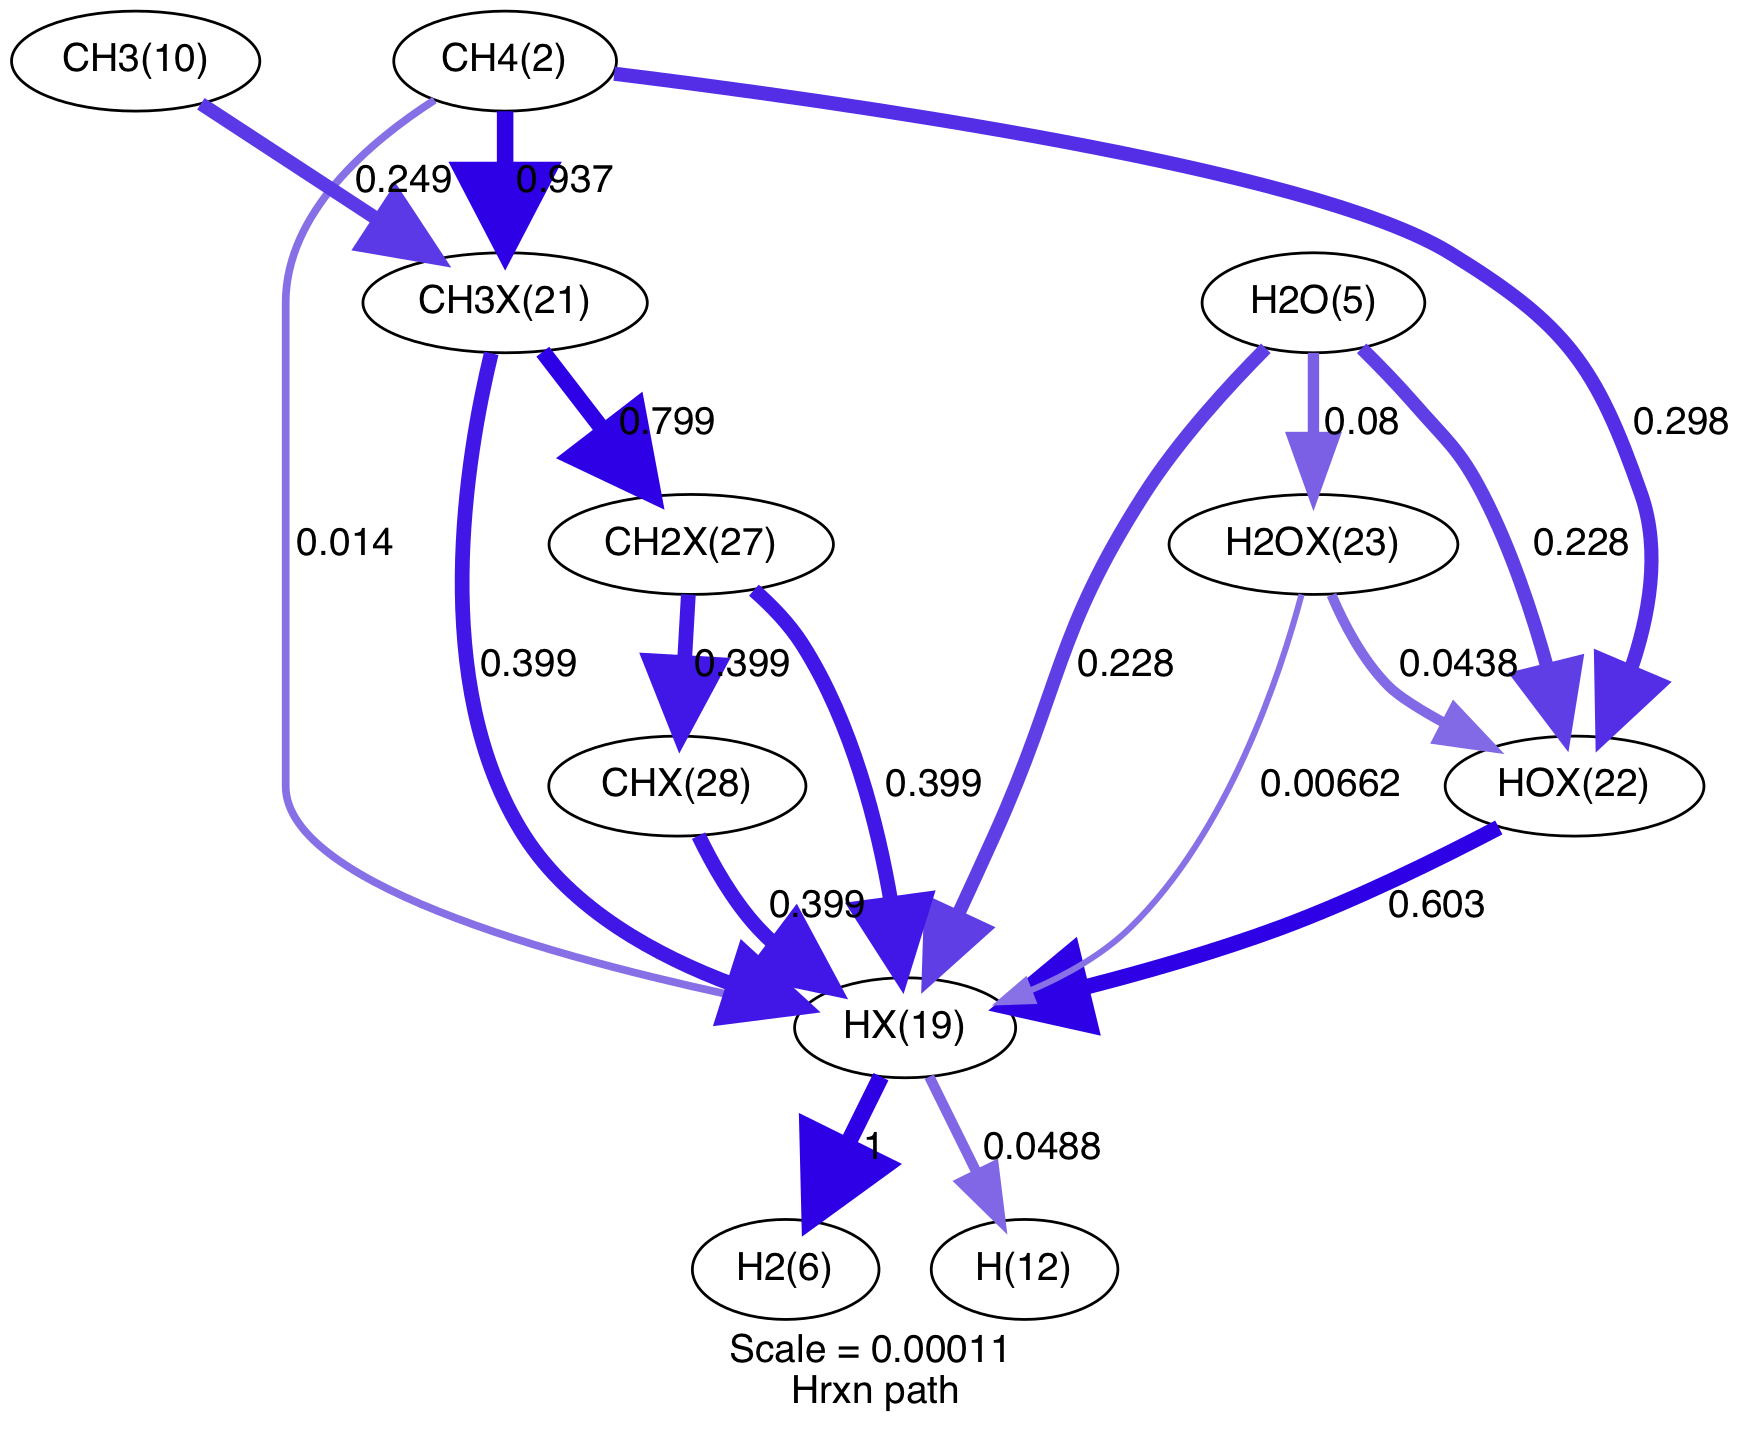 CH3(10)
CH4(2)
0.249
0.937
CH3X(21)
H2O(5)
0.799
0.08
0.298
0.014
CH2X(27)
H2OX(23)
0.228
0.399
0.399
0.228
0.0438
CHX(28)
0.399
0.00662
HOX(22)
0.399
0.603
HX(19)
1
0.0488
H2(6)
H(12)
Scale = 0.00011
Hrxn path